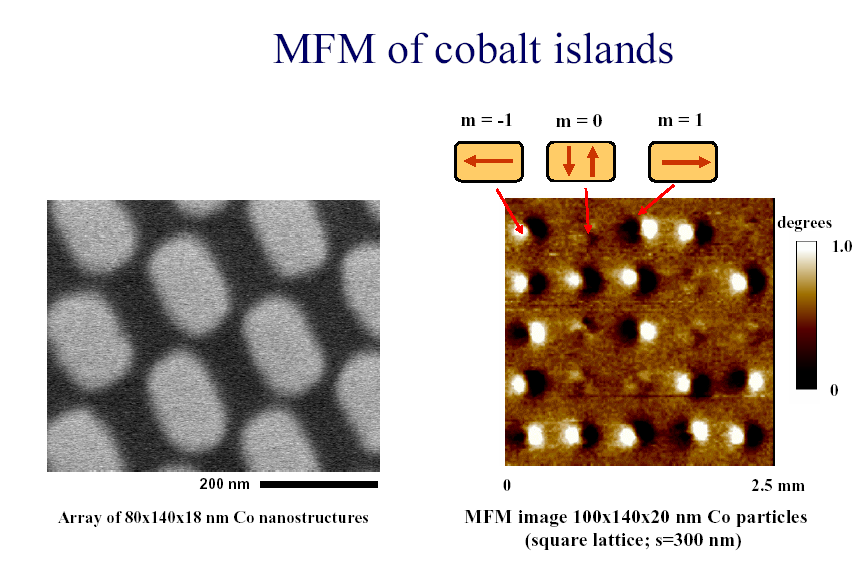 MFM of cobalt islands
m = -1
m = 0
m = 1
degrees
1.0
0
200 nm
0
2.5 mm
Array of 80x140x18 nm Co nanostructures
MFM image 100x140x20 nm Co particles
(square lattice; s=300 nm)